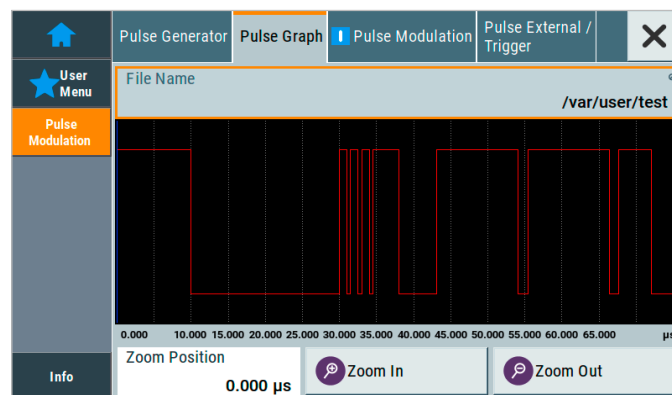 Pulse Generator
Pulse Graph
Pulse Modulation
Pulse External /
Trigger
User
Menu
File Name
/var/user/test
Pulse
Modulation
0.000 10.000 15.000 20.000 25.000 30.000 35.000 40.000 45.000 50.000 55.000 60.000 65.000
Zoom Position
0.000 µs
Zoom In
Zoom Out
Info